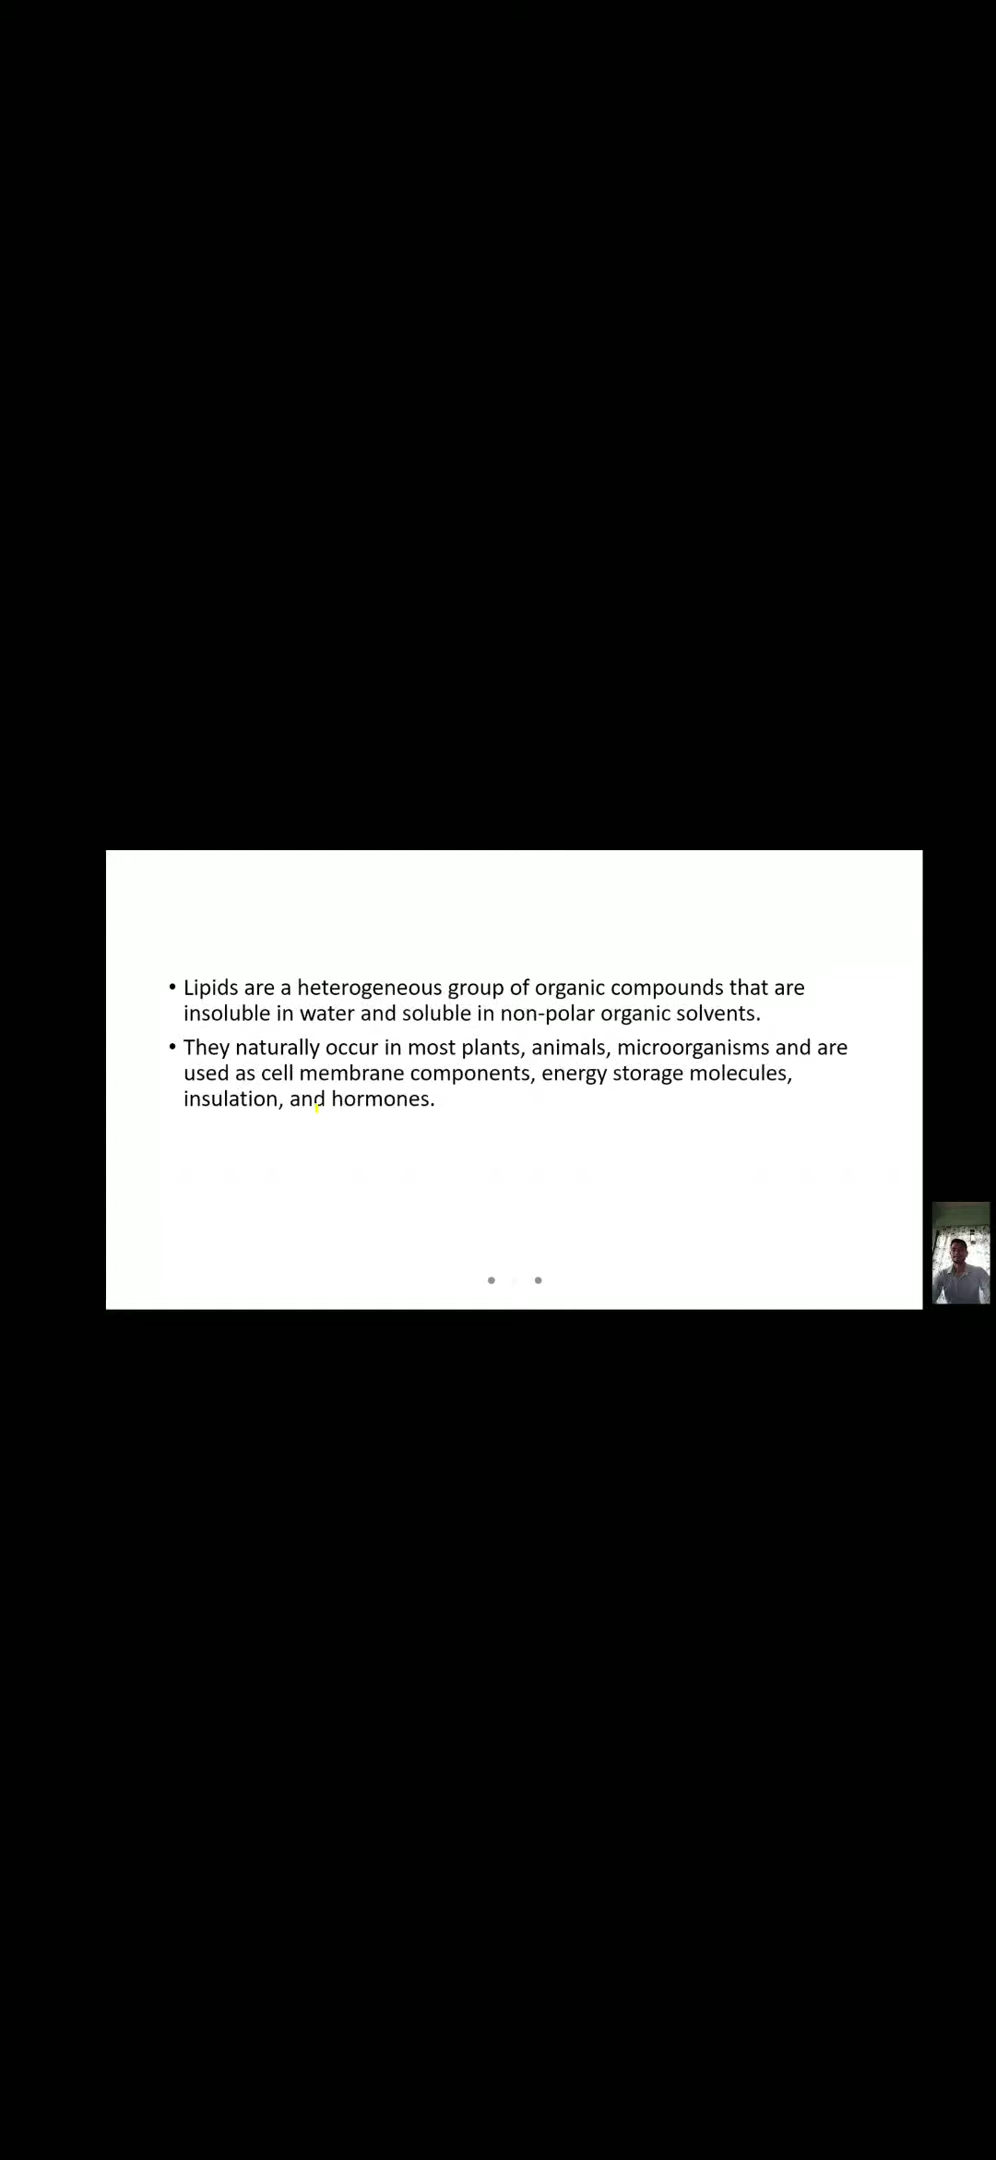 • Lipids are a heterogeneous group of organic compounds that are
insoluble in water and soluble in non-polar organic solvents.
• They naturally occur in most plants, animals, microorganisms and are
used as cell membrane components, energy storage molecules,
insulation, and hormones.